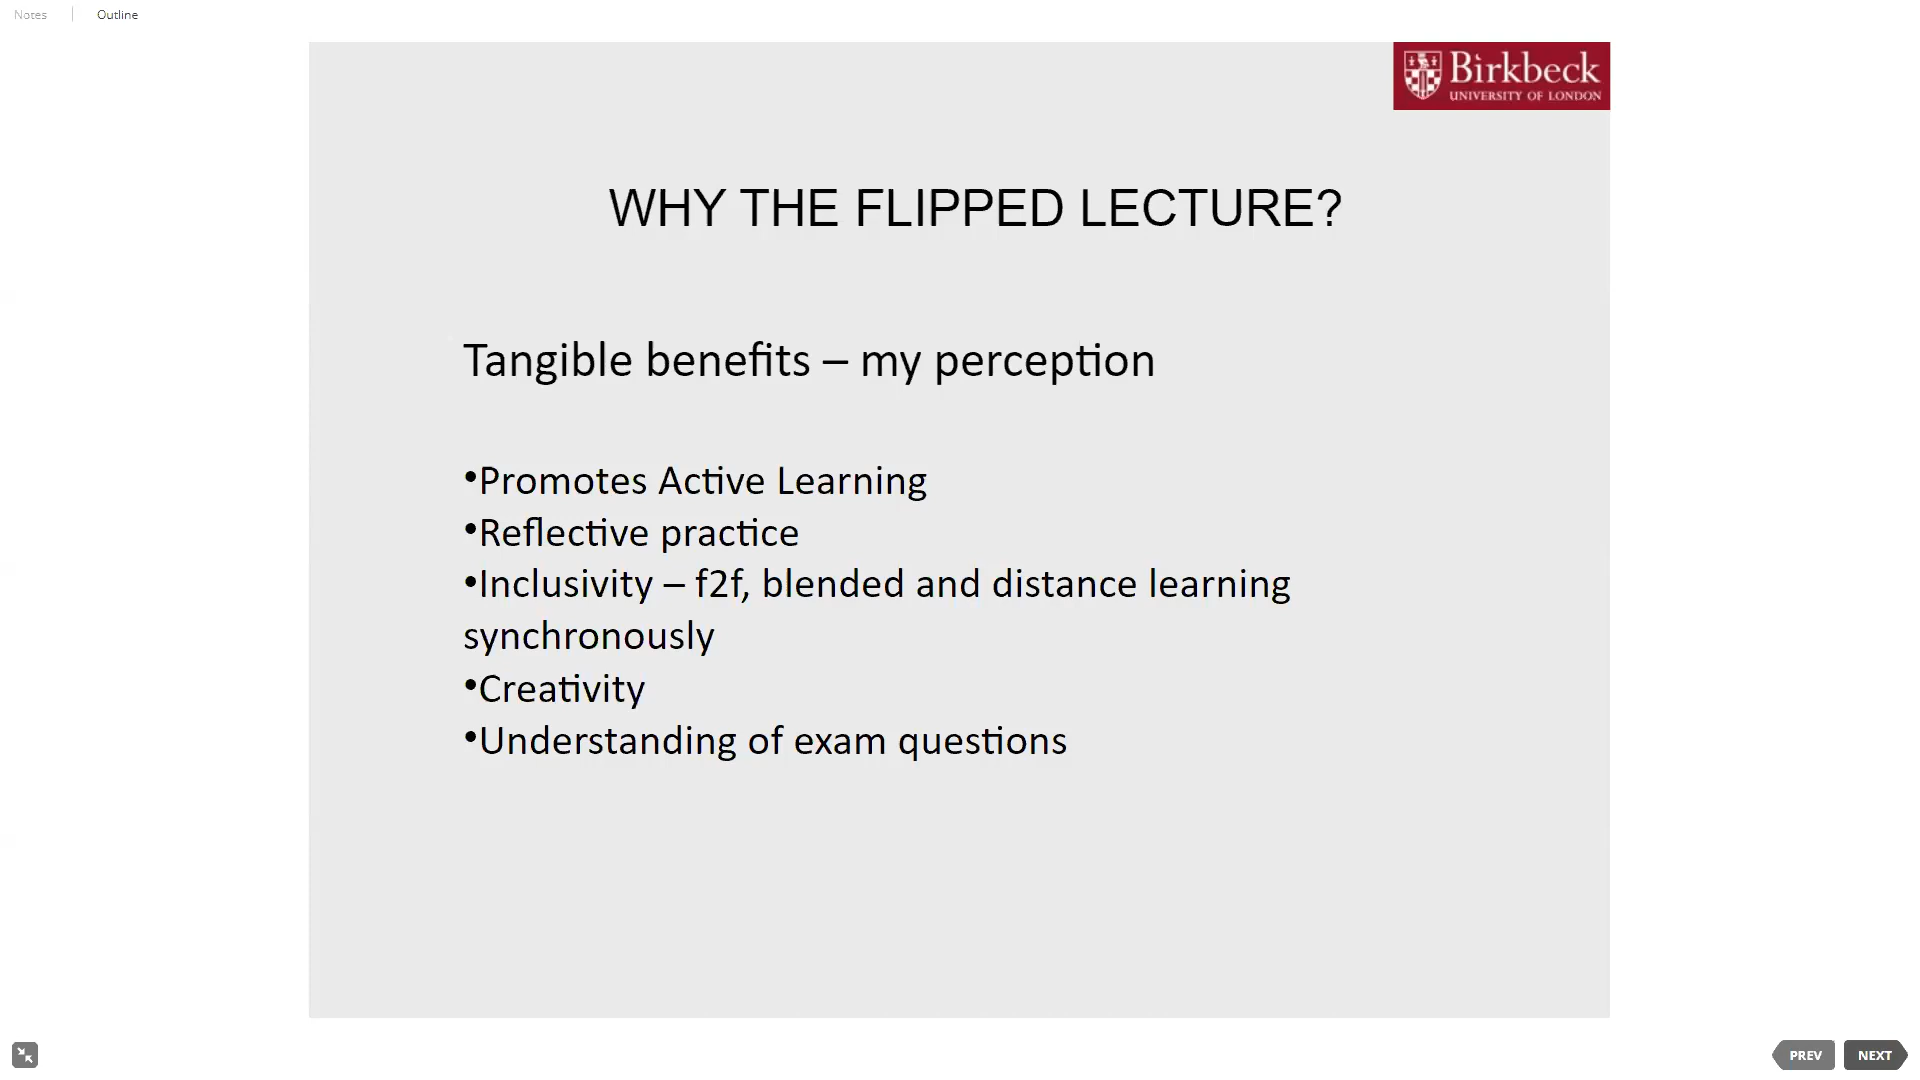 Notes
Outline
Birkbeck
UNIVERSITY OF LONDON
WHY THE FLIPPED LECTURE?
Tangible benefits – my perception
•Promotes Active Learning
•Reflective practice
•Inclusivity – f2f, blended and distance learning
synchronously
•Creativity
•Understanding of exam questions
PREV
NEXT